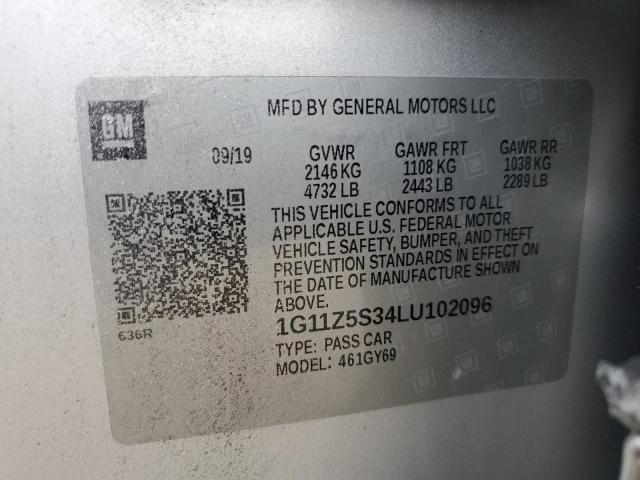 GM
MFD BY GENERAL MOTORS LLC
09/19 GVWR GAWR FRT GAWR RR
2146 KG 1108 KG 1038 KG
4732 LB 2443 LB 2289 LB
THIS VEHICLE CONFORMS TO ALL
APPLICABLE U.S. FEDERAL MOTOR
VEHICLE SAFETY, BUMPER, AND THEFT
PREVENTION STANDARDS IN EFFECT ON
THE DATE OF MANUFACTURE SHOWN
ABOVE.
1G11Z5S34LU102096
TYPE: PASS CAR
MODEL: 461GY69
636R